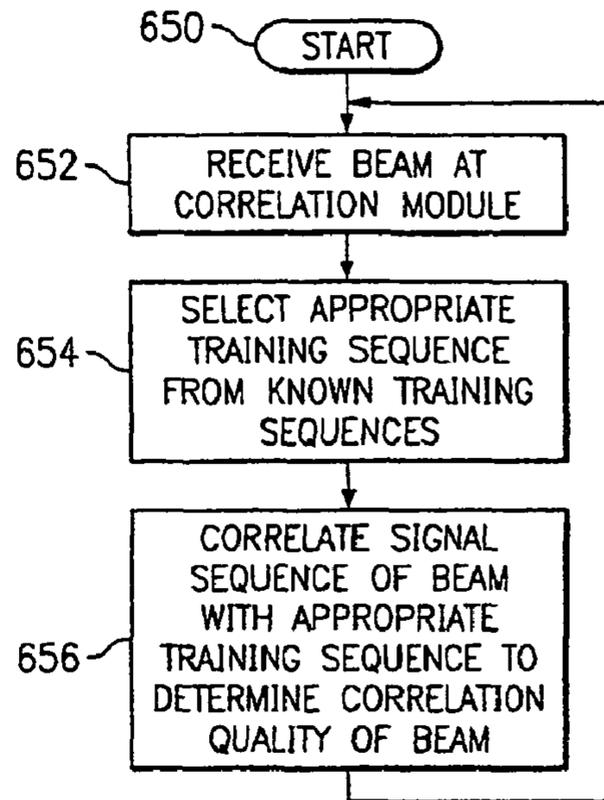 650
START
652
RECEIVE BEAM AT
CORRELATION MODULE
654
SELECT APPROPRIATE
TRAINING SEQUENCE
FROM KNOWN TRAINING
SEQUENCES
656
CORRELATE SIGNAL
SEQUENCE OF BEAM
WITH APPROPRIATE
TRAINING SEQUENCE TO
DETERMINE CORRELATION
QUALITY OF BEAM